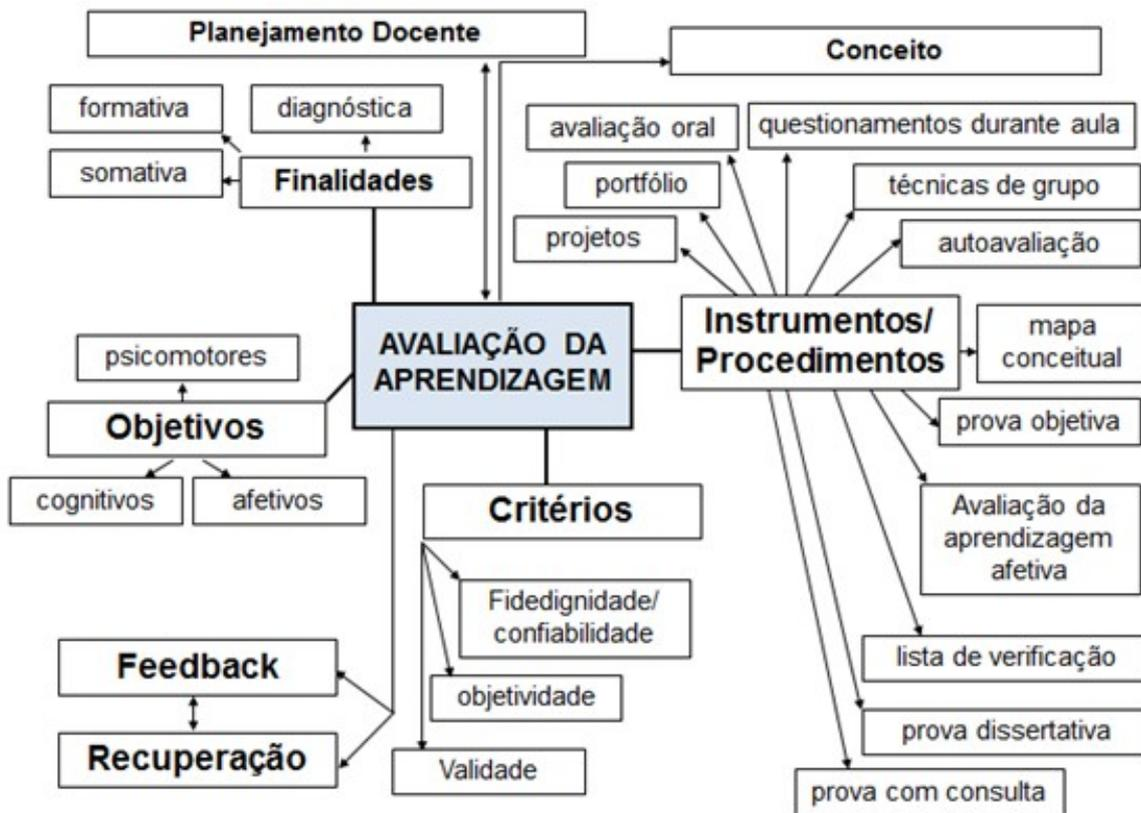 Planejamento Docente
Conceito
formativa
diagnóstica
somativa
Finalidades
avaliação oral
questionamentos durante aula
portfólio
técnicas de grupo
projetos
autoavaliação
AVALIAÇÃO DA
APRENDIZAGEM
Instrumentos/
Procedimentos
mapa
conceitual
psicomotores
Objetivos
cognitivos
afetivos
prova objetiva
Critérios
Avaliação da
aprendizagem
afetiva
Fidedignidade/
confiabilidade
lista de verificação
Feedback
objetividade
prova dissertativa
Recuperação
Validade
prova com consulta